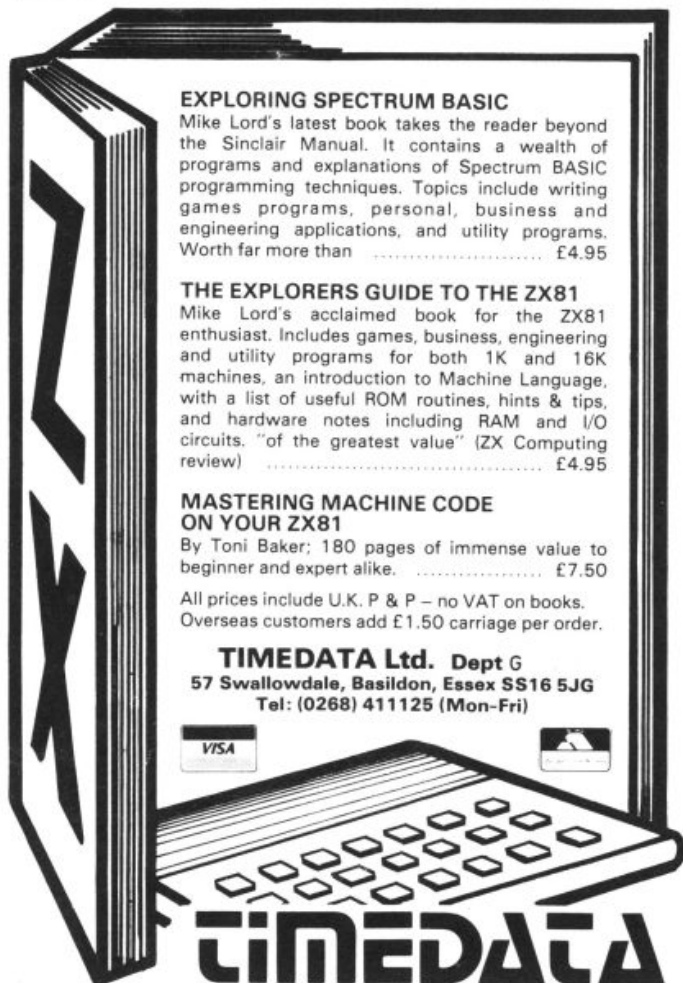 EXPLORING SPECTRUM BASIC
Mike Lord's latest book takes the reader beyond
the Sinclair Manual. It contains a wealth of
programs and explanations of Spectrum BASIC
programming techniques. Topics include writing
games programs, personal, business and
engineering applications, and utility programs.
Worth far more than ...................... £4.95
THE EXPLORERS GUIDE TO THE ZX81
Mike Lord's acclaimed book for the ZX81
enthusiast. Includes games, business, engineering
and utility programs for both 1K and 16K
machines, an introduction to Machine Language,
with a list of useful ROM routines, hints & tips,
and hardware notes including RAM and I/O
circuits. "of the greatest value" (ZX Computing
review) ................................... £4.95
MASTERING MACHINE CODE
ON YOUR ZX81
By Toni Baker; 180 pages of immense value to
beginner and expert alike. ................ £7.50
All prices include U.K. P & P – no VAT on books.
Overseas customers add £1.50 carriage per order.
TIMEDATA Ltd. Dept G
57 Swallowdale, Basildon, Essex SS16 5JG
Tel: (0268) 411125 (Mon-Fri)
VISA
ZX
TIMEDATA